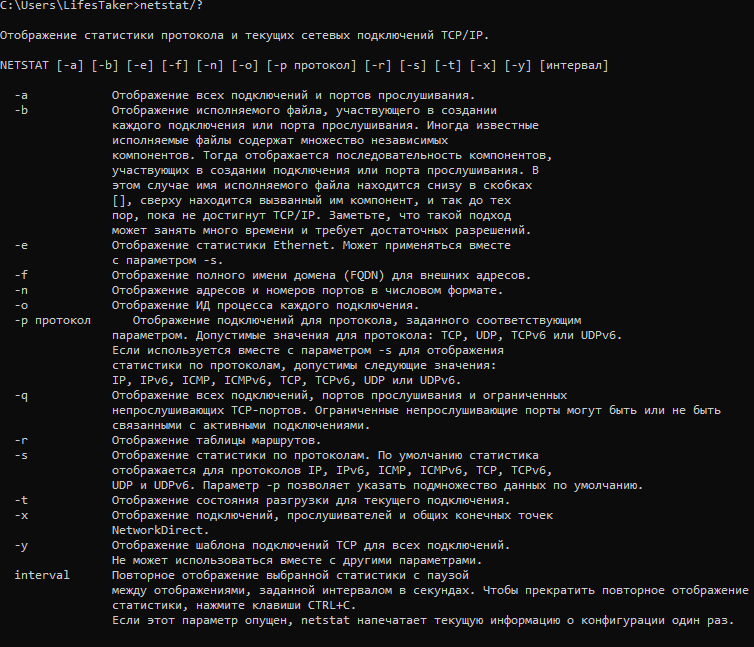 C:\Users\LifesTaker>netstat/?
Отображение статистики протокола и текущих сетевых подключений TCP/IP.
NETSTAT [-a] [-b] [-e] [-f] [-n] [-o] [-p протокол] [-r] [-s] [-t] [-x] [-y] [интервал]
-a Отображение всех подключений и портов прослушивания.
-b Отображение исполняемого файла, участвующего в создании
каждого подключения или порта прослушивания. Иногда известные
исполняемые файлы содержат множество независимых
компонентов. Тогда отображается последовательность компонентов,
участвующих в создании подключения или порта прослушивания. В
этом случае имя исполняемого файла находится снизу в скобках
[], сверху находится вызванный им компонент, и так до тех
пор, пока не достигнут TCP/IP. Заметьте, что такой подход
может занять много времени и требует достаточных разрешений.
-e Отображение статистики Ethernet. Может применяться вместе
с параметром -s.
-f Отображение полного имени домена (FQDN) для внешних адресов.
-n Отображение адресов и номеров портов в числовом формате.
-o Отображение ИД процесса каждого подключения.
-p протокол Отображение подключений для протокола, заданного соответствующим
параметром. Допустимые значения для протокола: TCP, UDP, TCPv6 или UDPv6.
Если используется вместе с параметром -s для отображения
статистики по протоколам, допустимы следующие значения:
IP, IPv6, ICMP, ICMPv6, TCP, TCPv6, UDP или UDPv6.
-q Отображение всех подключений, портов прослушивания и ограниченных
непрослушивающих TCP-портов. Ограниченные непрослушивающие порты могут быть или не быть
связанными с активными подключениями.
-r Отображение таблицы маршрутов.
-s Отображение статистики по протоколам. По умолчанию статистика
отображается для протоколов IP, IPv6, ICMP, ICMPv6, TCP, TCPv6,
UDP и UDPv6. Параметр -p позволяет указать подмножество данных по умолчанию.
-t Отображение состояния разгрузки для текущего подключения.
-x Отображение подключений, прослушивателей и общих конечных точек
NetworkDirect.
-y Отображение шаблона подключений TCP для всех подключений.
Не может использоваться вместе с другими параметрами.
interval Повторное отображение выбранной статистики с паузой
между отображениями, заданной интервалом в секундах. Чтобы прекратить повторное отображение
статистики, нажмите клавиши CTRL+C.
Если этот параметр опущен, netstat напечатает текущую информацию о конфигурации один раз.